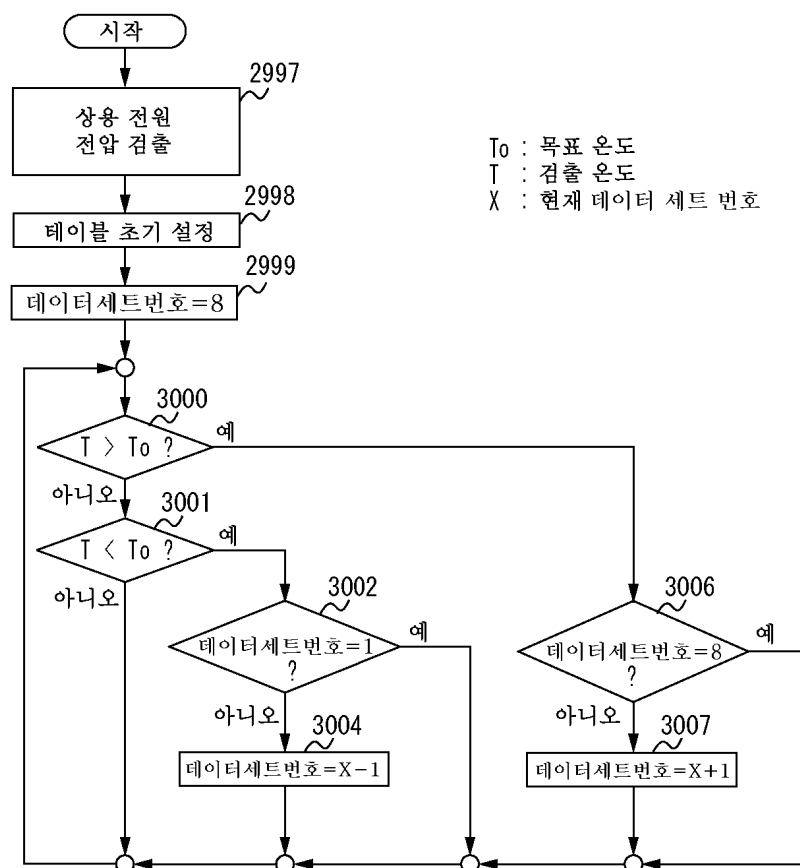 시작
2997
상용 전원
전압 검출
To : 목표 온도
T : 검출 온도
X : 현재 데이터 세트 번호
2998
테이블 초기 설정
2999
데이터세트번호=8
3000
T > To ?
예
아니오
3001
T < To ?
예
아니오
3002
데이터세트번호=1
?
예
아니오
3006
데이터세트번호=8
?
예
아니오
3004
데이터세트번호=X-1
3007
데이터세트번호=X+1